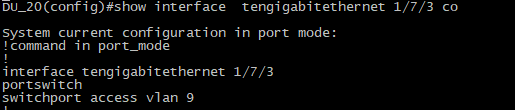 DU_20(config)#show interface  tengigabitethernet 1/7/3 co
System current configuration in port mode:
!command in port_mode
!
interface tengigabitethernet 1/7/3
portswitch
switchport access vlan 9